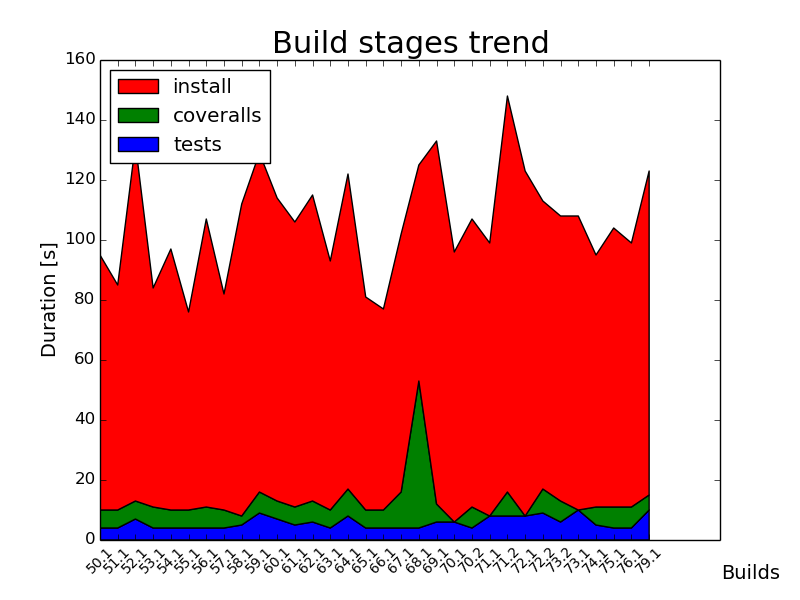 Build stages trend
install
coveralls
tests
160
140
120
100
80
60
40
20
0
Duration [s]
50.1 51.1 52.1 53.1 54.1 55.1 56.1 57.1 58.1 59.1 60.1 61.1 62.1 63.1 64.1 65.1 66.1 67.1 68.1 69.1 70.1 70.2 71.1 71.2 72.1 72.2 73.1 73.2 74.1 75.1 76.1 79.1
Builds